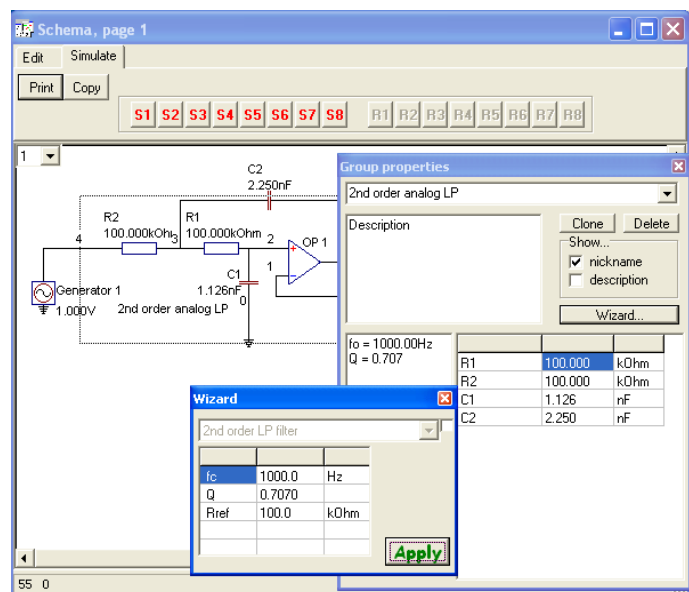 Schema, page 1
Edit Simulate
Print Copy
S1 S2 S3 S4 S5 S6 S7 S8 R1 R2 R3 R4 R5 R6 R7 R8
1
C2
2.250nF
R2
100.000kOhm
R1
100.000kOhm
4
3
2
OP 1
1
C1
1.126nF
0
Generator 1
1.000V
2nd order analog LP
Group properties
2nd order analog LP
Description
Clone Delete
Show...
nickname
description
Wizard...
fo = 1000.00Hz
Q = 0.707
R1 100.000 kOhm
R2 100.000 kOhm
C1 1.126 nF
C2 2.250 nF
Wizard
2nd order LP filter
fc 1000.0 Hz
Q 0.7070
Rref 100.0 kOhm
Apply
55 0